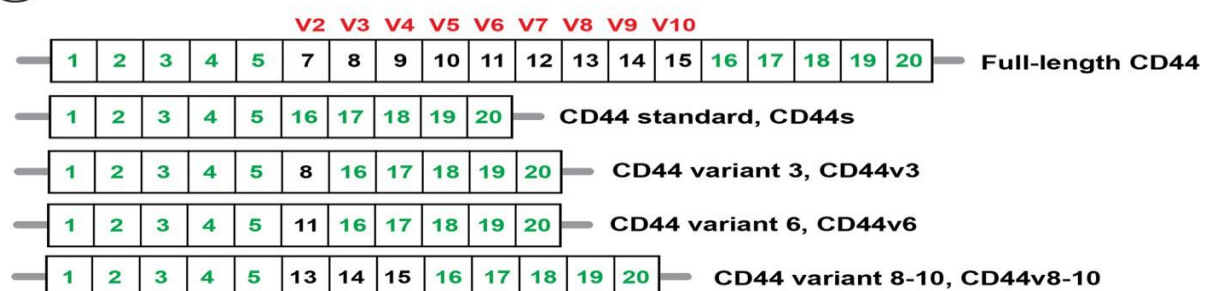 V2 V3 V4 V5 V6 V7 V8 V9 V10
1 2 3 4 5 7 8 9 10 11 12 13 14 15 16 17 18 19 20 Full-length CD44
1 2 3 4 5 16 17 18 19 20 CD44 standard, CD44s
1 2 3 4 5 8 16 17 18 19 20 CD44 variant 3, CD44v3
1 2 3 4 5 11 16 17 18 19 20 CD44 variant 6, CD44v6
1 2 3 4 5 13 14 15 16 17 18 19 20 CD44 variant 8-10, CD44v8-10